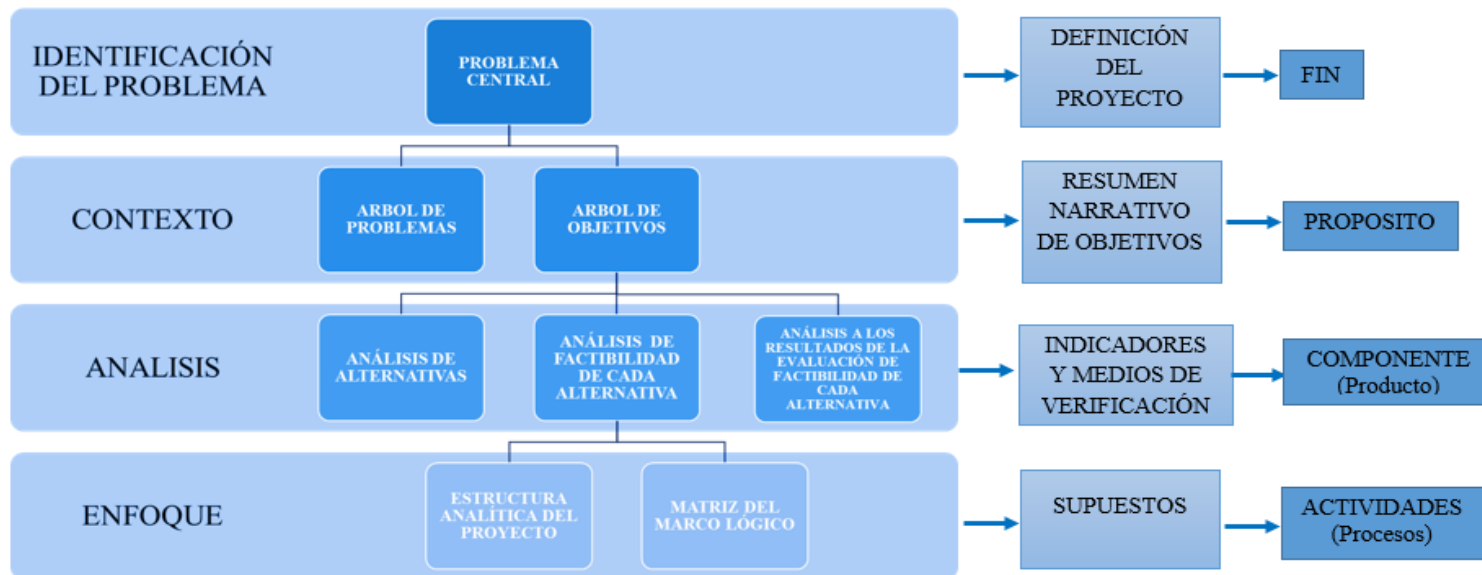 IDENTIFICACIÓN
DEL PROBLEMA
PROBLEMA
CENTRAL
DEFINICIÓN
DEL
PROYECTO
FIN
CONTEXTO
ARBOL DE
PROBLEMAS
ARBOL DE
OBJETIVOS
RESUMEN
NARRATIVO
DE OBJETIVOS
PROPOSITO
ANALISIS
ANÁLISIS DE
ALTERNATIVAS
ANÁLISIS DE
FACTIBILIDAD
DE CADA
ALTERNATIVA
ANÁLISIS A LOS
RESULTADOS DE LA
EVALUACIÓN DE
FACTIBILIDAD DE
CADA
ALTERNATIVA
INDICADORES
Y MEDIOS DE
VERIFICACIÓN
COMPONENTE
(Producto)
ENFOQUE
ESTRUCTURA
ANALÍTICA DEL
PROYECTO
MATRIZ DEL
MARCO LÓGICO
SUPUESTOS
ACTIVIDADES
(Procesos)